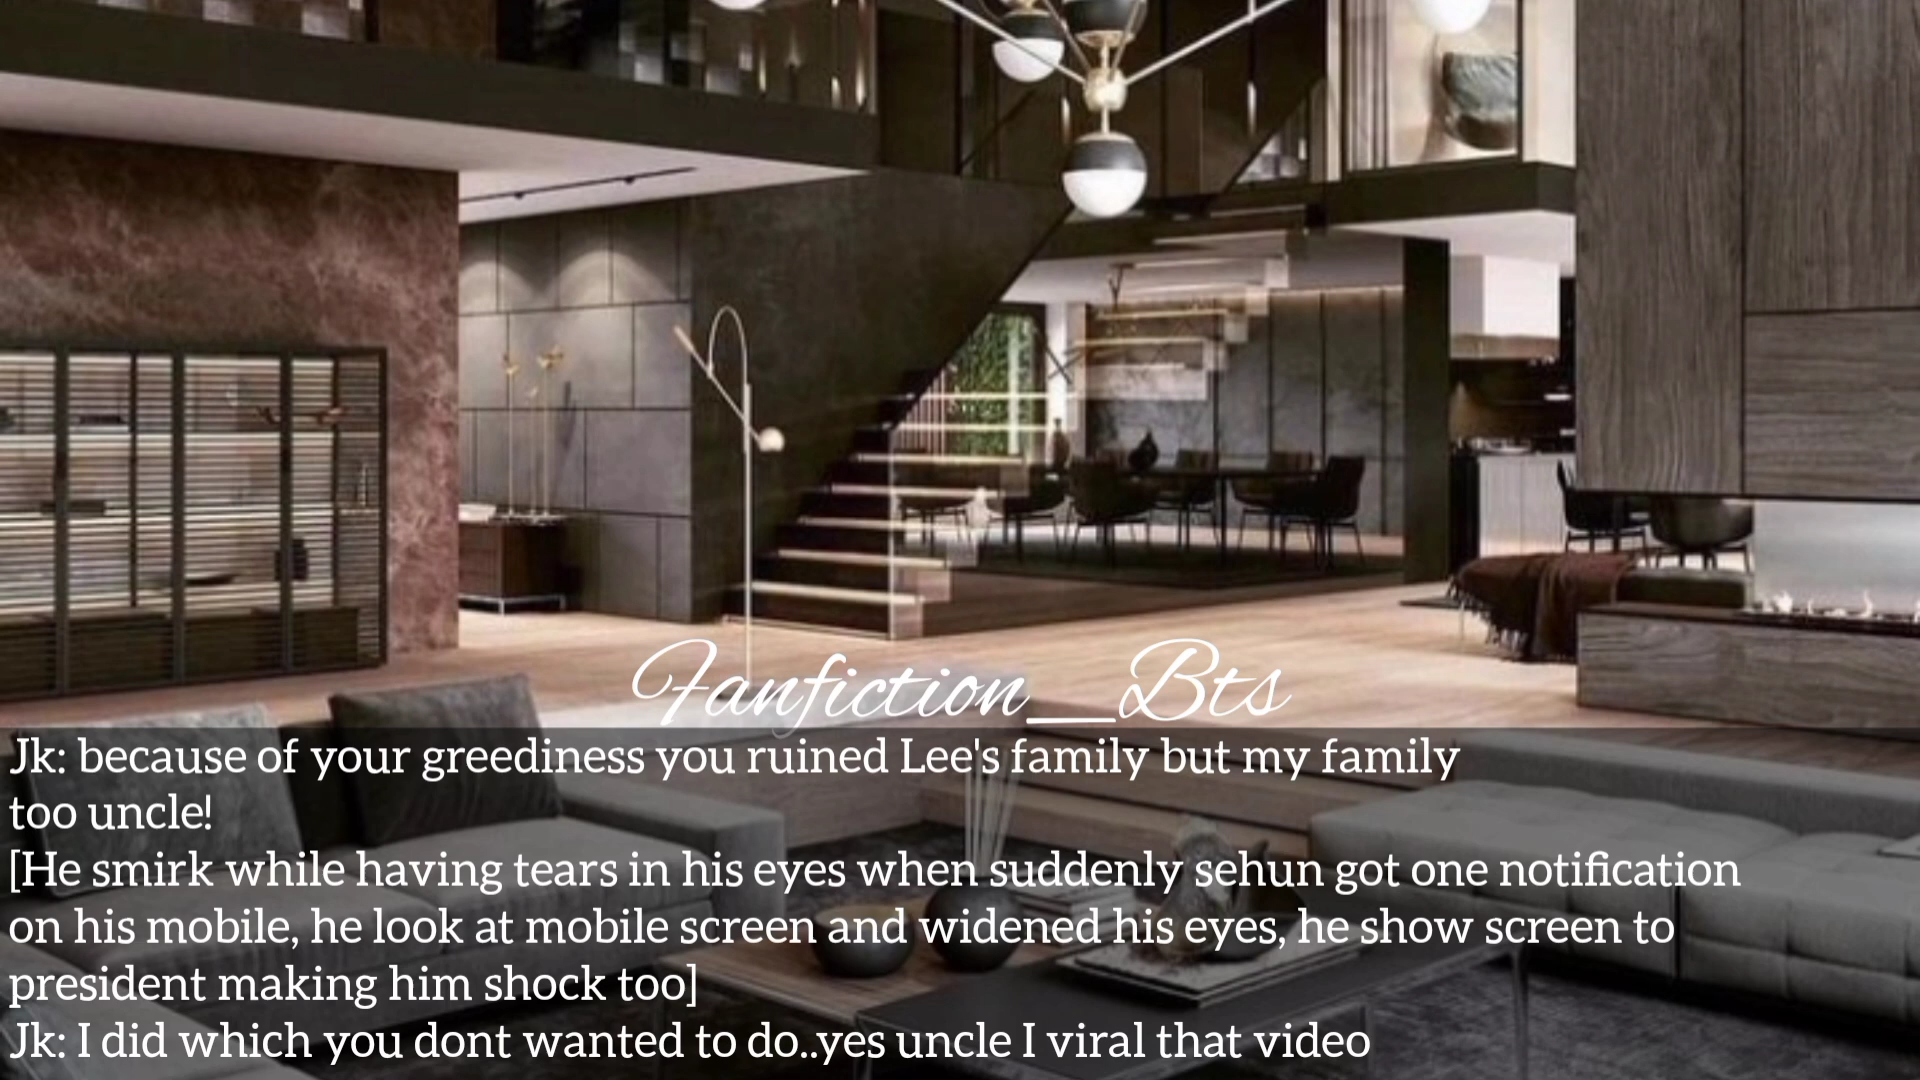 Fanfiction__Bts
Jk: because of your greediness you ruined Lee's family but my family
too uncle!
[He smirk while having tears in his eyes when suddenly sehun got one notification
on his mobile, he look at mobile screen and widened his eyes, he show screen to
president making him shock too]
Jk: I did which you dont wanted to do..yes uncle I viral that video